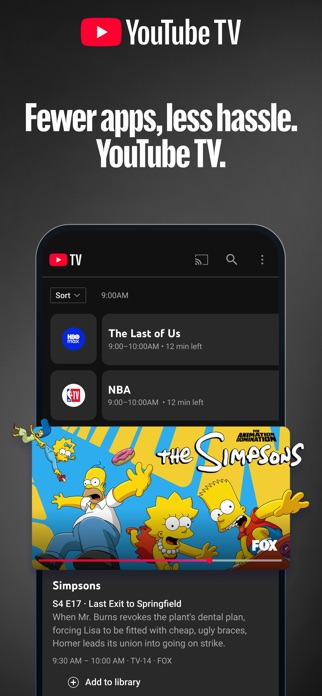 YouTube TV
Fewer apps, less hassle.
YouTube TV.
TV
Sort
9:00AM
HBO
max
The Last of Us
9:00–10:00AM • 12 min left
TV
NBA
9:00–10:00AM • 12 min left
ANIMATION
DOMINATION
THE SIMPSONS
FOX
Simpsons
S4 E17 · Last Exit to Springfield
When Mr. Burns revokes the plant's dental plan,
forcing Lisa to be fitted with cheap, ugly braces,
Homer leads its union into going on strike.
9:30 AM – 10:00 AM · TV-14 · FOX
Add to library